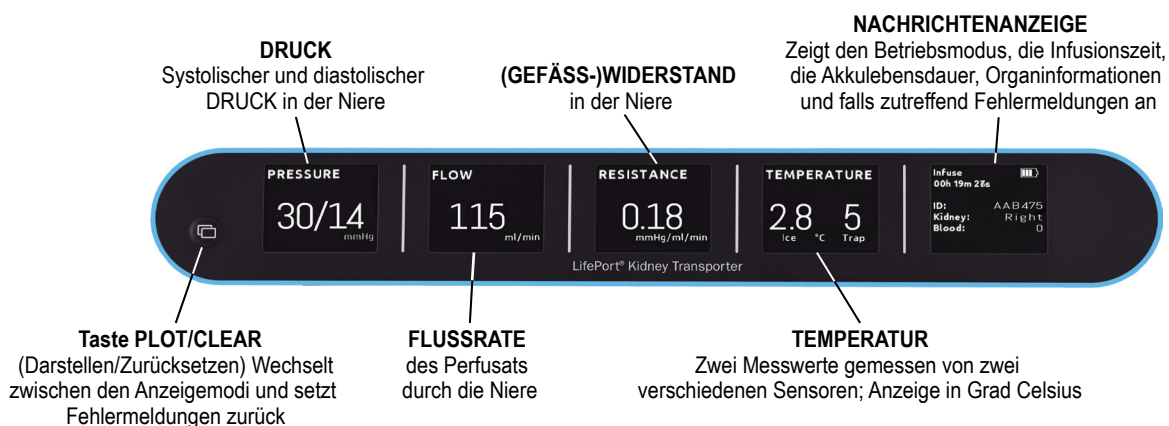 NACHRICHTENANZEIGE
Zeigt den Betriebsmodus, die Infusionszeit,
die Akkulebensdauer, Organinformationen
und falls zutreffend Fehlermeldungen an
DRUCK
Systolischer und diastolischer
DRUCK in der Niere
(GEFÄSS-)WIDERSTAND
in der Niere
PRESSURE
30/14
mmHg
FLOW
115
ml/min
RESISTANCE
0.18
mmHg/ml/min
TEMPERATURE
2.8 5
Ice °C Trap
Infuse
00h 19m 26s
ID: AAB475
Kidney: Right
Blood: 0
LifePort® Kidney Transporter
Taste PLOT/CLEAR
(Darstellen/Zurücksetzen) Wechselt
zwischen den Anzeigemodi und setzt
Fehlermeldungen zurück
FLUSSRATE
des Perfusats
durch die Niere
TEMPERATUR
Zwei Messwerte gemessen von zwei
verschiedenen Sensoren; Anzeige in Grad Celsius